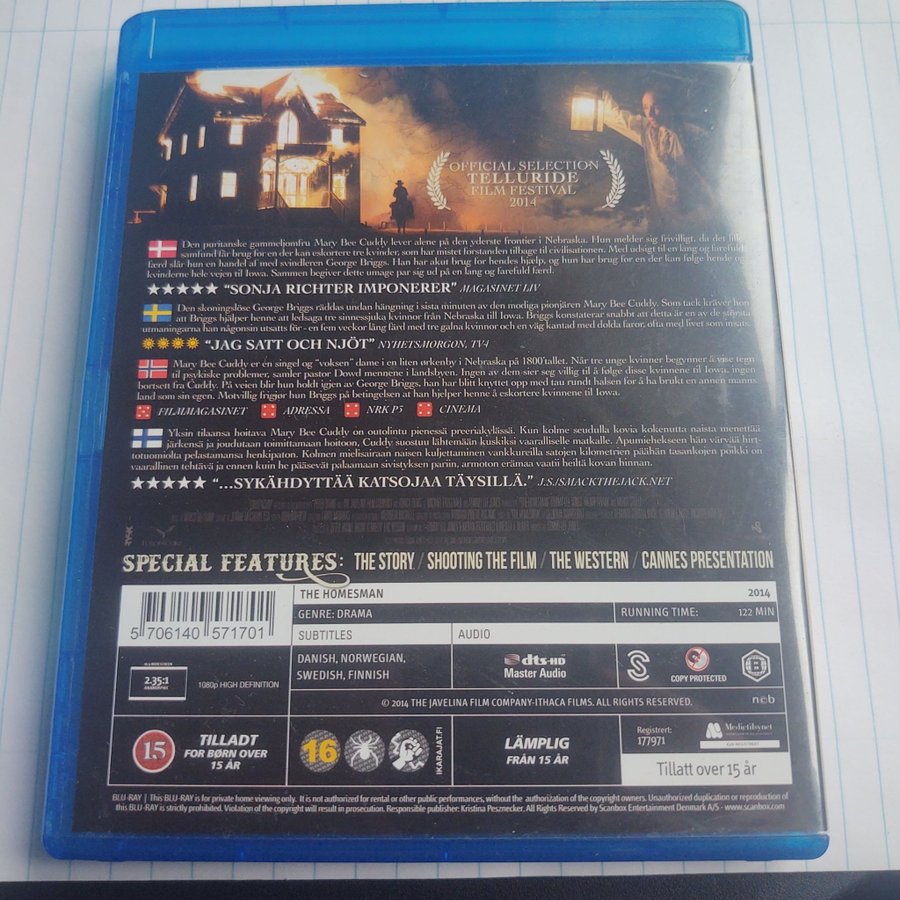 OFFICIAL SELECTION
TELLURIDE
FILM FESTIVAL
2014
Den puritanske gammeljomfru Mary Bee Cuddy lever alene på den yderste frontier i Nebraska. Hun melder sig frivilligt, da det lille
samfund får brug for en der kan eskortere tre kvinder, som har mistet forstanden tilbage til civilisationen. Med udsigt til en lang og farefuld
færd slår hun en handel af med svindleren George Briggs. Han har akut brug for hendes hjælp, og hun har brug for en der kan følge hende og
kvinderne hele vejen til Iowa. Sammen begiver dette umage par sig ud på en lang og farefuld færd.
★★★★★ “SONJA RICHTER IMPONERER” MAGASINET LIV
Den skoningslöse George Briggs räddas undan hängning i sista minuten av den modiga pionjären Mary Bee Cuddy. Som tack kräver hon
att Briggs hjälper henne att ledsaga tre sinnessjuka kvinnor från Nebraska till Iowa. Briggs konstaterar snabbt att detta är en av de största
utmaningarna han någonsin utsatts för - en fem veckor lång färd med tre galna kvinnor och en väg kantad med dolda faror, ofta med livet som insats.
“JAG SATT OCH NJÖT” NYHETSMORGON, TV4
Mary Bee Cuddy er en singel og “voksen” dame i en liten ørkenby i Nebraska på 1800'tallet. Når tre unge kvinner begynner å vise tegn
til psykiske problemer, samler pastor Dowd mennene i landsbyen. Ingen av dem sier seg villig til å følge disse kvinnene til Iowa, men
bortsett fra Cuddy. På veien blir hun holdt igjen av George Briggs, han har blitt knyttet opp med tau rundt halsen for å ha brukt en annen manns
land som sin egen. Motvillig frigjør hun Briggs på betingelsen at han hjelper henne å eskortere kvinnene til Iowa.
FILMMAGASINET ADRESSA NRK P5 CINEMA
Yksin tilaansa hoitava Mary Bee Cuddy on outolintu pienessä preeriakylässä. Kun kolme seudulla kovia kokenutta naista menettää
järkensä ja joudutaan toimittamaan hoitoon, Cuddy suostuu lähtemään kuskiksi vaaralliselle matkalle. Apumiehekseen hän värvää hirt-
totuomiolta pelastamansa henkipaton. Kolmen mielisairaan naisen kuljettaminen vankkureilla satojen kilometrien päähän tasankojen poikki on
vaarallinen tehtävä ja ennen kuin he pääsevät palaamaan sivistyksen pariin, armoton erämaa vaatii heiltä kovan hinnan.
★★★★★ “...SYKÄHDYTTÄÄ KATSOJAA TÄYSILLÄ.” J.S./SMACKTHEJACK.NET
SPECIAL FEATURES: THE STORY / SHOOTING THE FILM / THE WESTERN / CANNES PRESENTATION
5 706140 571701
THE HOMESMAN 2014
GENRE: DRAMA RUNNING TIME: 122 MIN
SUBTITLES AUDIO
DANISH, NORWEGIAN,
SWEDISH, FINNISH
dts-HD
Master Audio
COPY PROTECTED
2.35:1
1080p HIGH DEFINITION
© 2014 THE JAVELINA FILM COMPANY-ITHACA FILMS. ALL RIGHTS RESERVED.
ncb
15
TILLADT
FOR BØRN OVER
15 ÅR
16
IKARAJAT.FI
LÄMPLIG
FRÅN 15 ÅR
Registrert:
177971
Medietilsynet
Tillatt over 15 år
BLU-RAY | This BLU-RAY is for private home viewing only. It is not authorized for rental or other public performances, without the authorization of the copyright owners. Unauthorized duplication or reproduction of
this BLU-RAY is strictly prohibited. Violation of the copyright will result in prosecution. Responsible publisher: Kristina Peszmecker. All Rights Reserved by Scanbox Entertainment Denmark A/S - www.scanbox.com